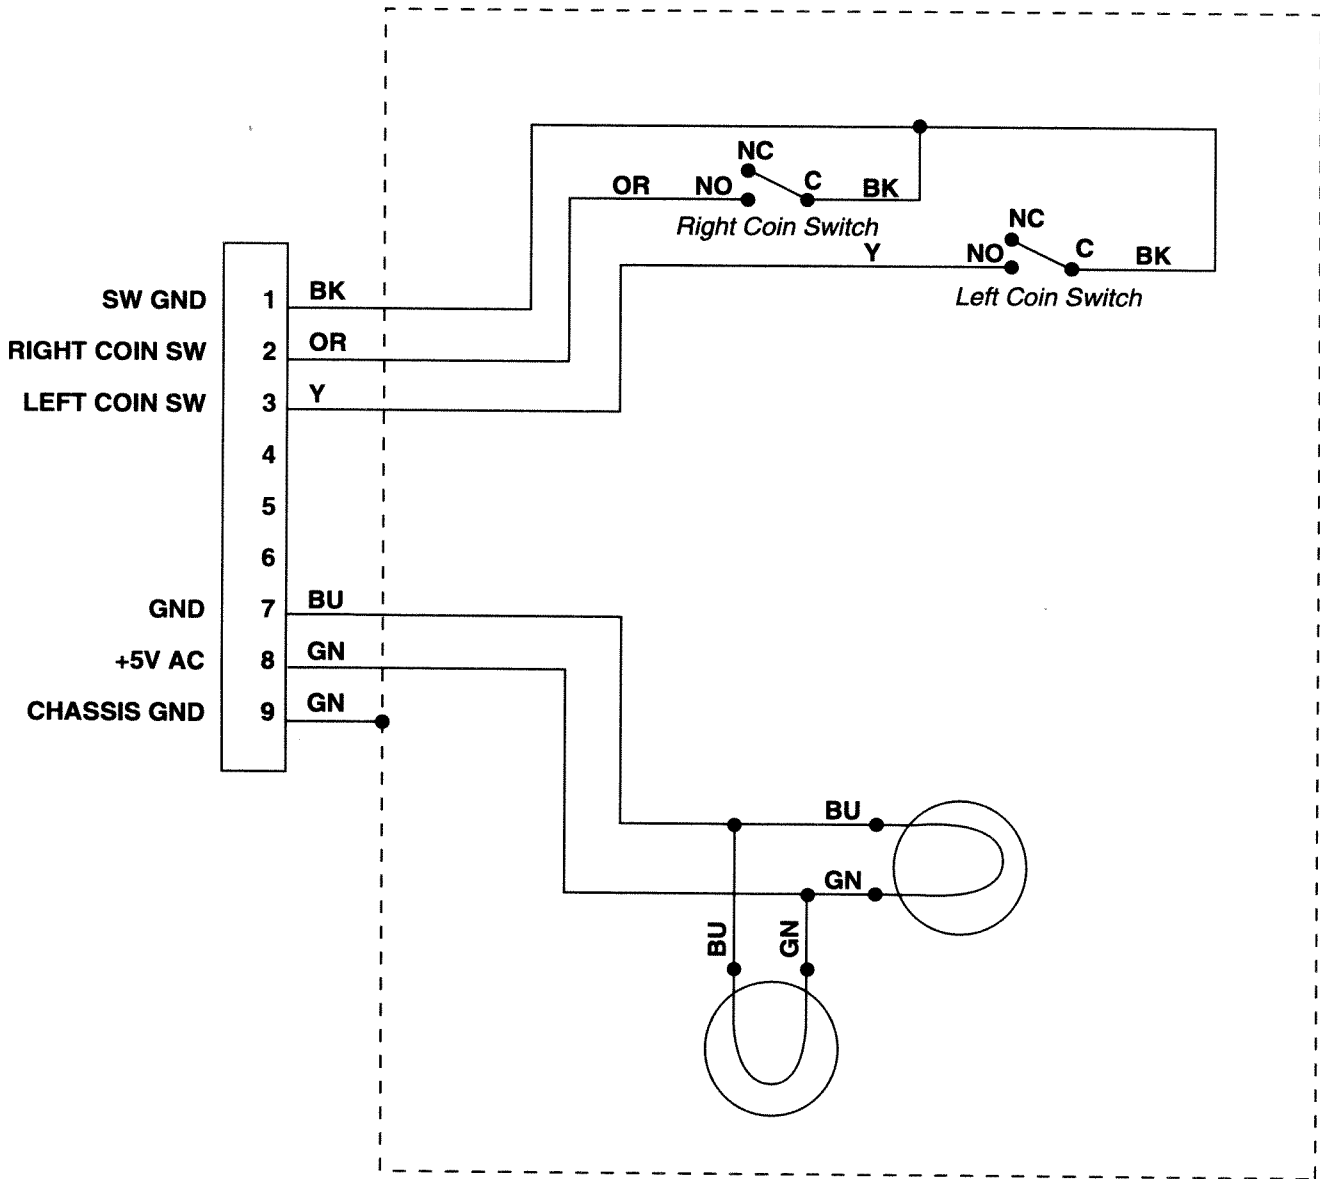 NC
OR NO C BK
Right Coin Switch
NC
Y NO C BK
Left Coin Switch
SW GND 1 BK
RIGHT COIN SW 2 OR
LEFT COIN SW 3 Y
4
5
6
GND 7 BU
+5V AC 8 GN
CHASSIS GND 9 GN
BU
GN
BU GN